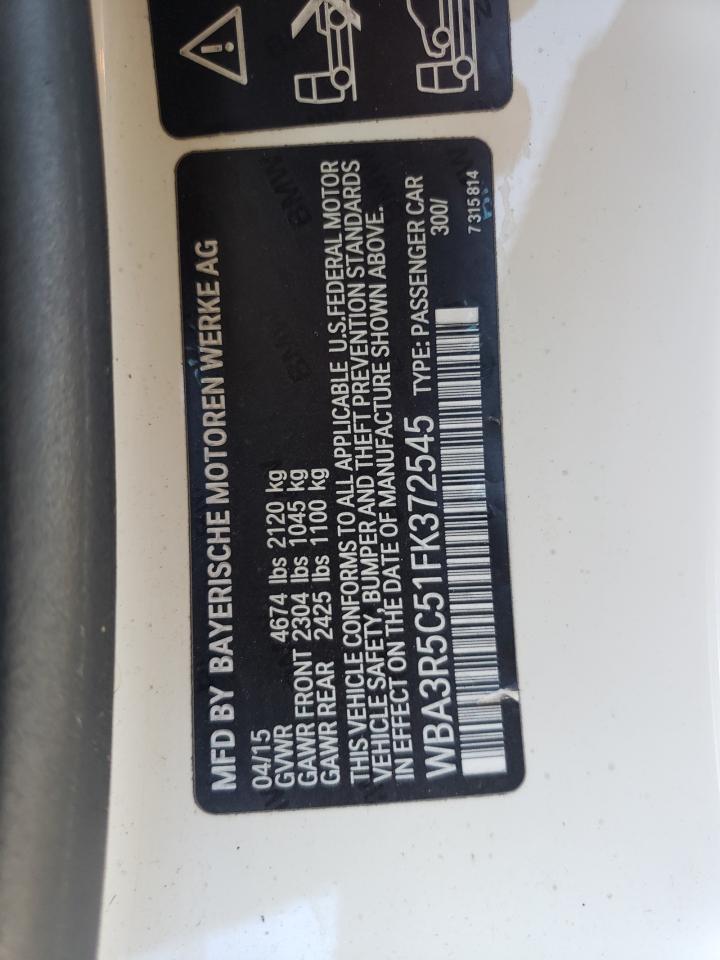 MFD BY BAYERISCHE MOTOREN WERKE AG
04/15
GVWR 4674 lbs 2120 kg
GAWR FRONT 2304 lbs 1045 kg
GAWR REAR 2425 lbs 1100 kg
THIS VEHICLE CONFORMS TO ALL APPLICABLE U.S.FEDERAL MOTOR
VEHICLE SAFETY, BUMPER AND THEFT PREVENTION STANDARDS
IN EFFECT ON THE DATE OF MANUFACTURE SHOWN ABOVE.
WBA3R5C51FK372545 TYPE: PASSENGER CAR
300/
7 315 814
BMW
BMW
BMW